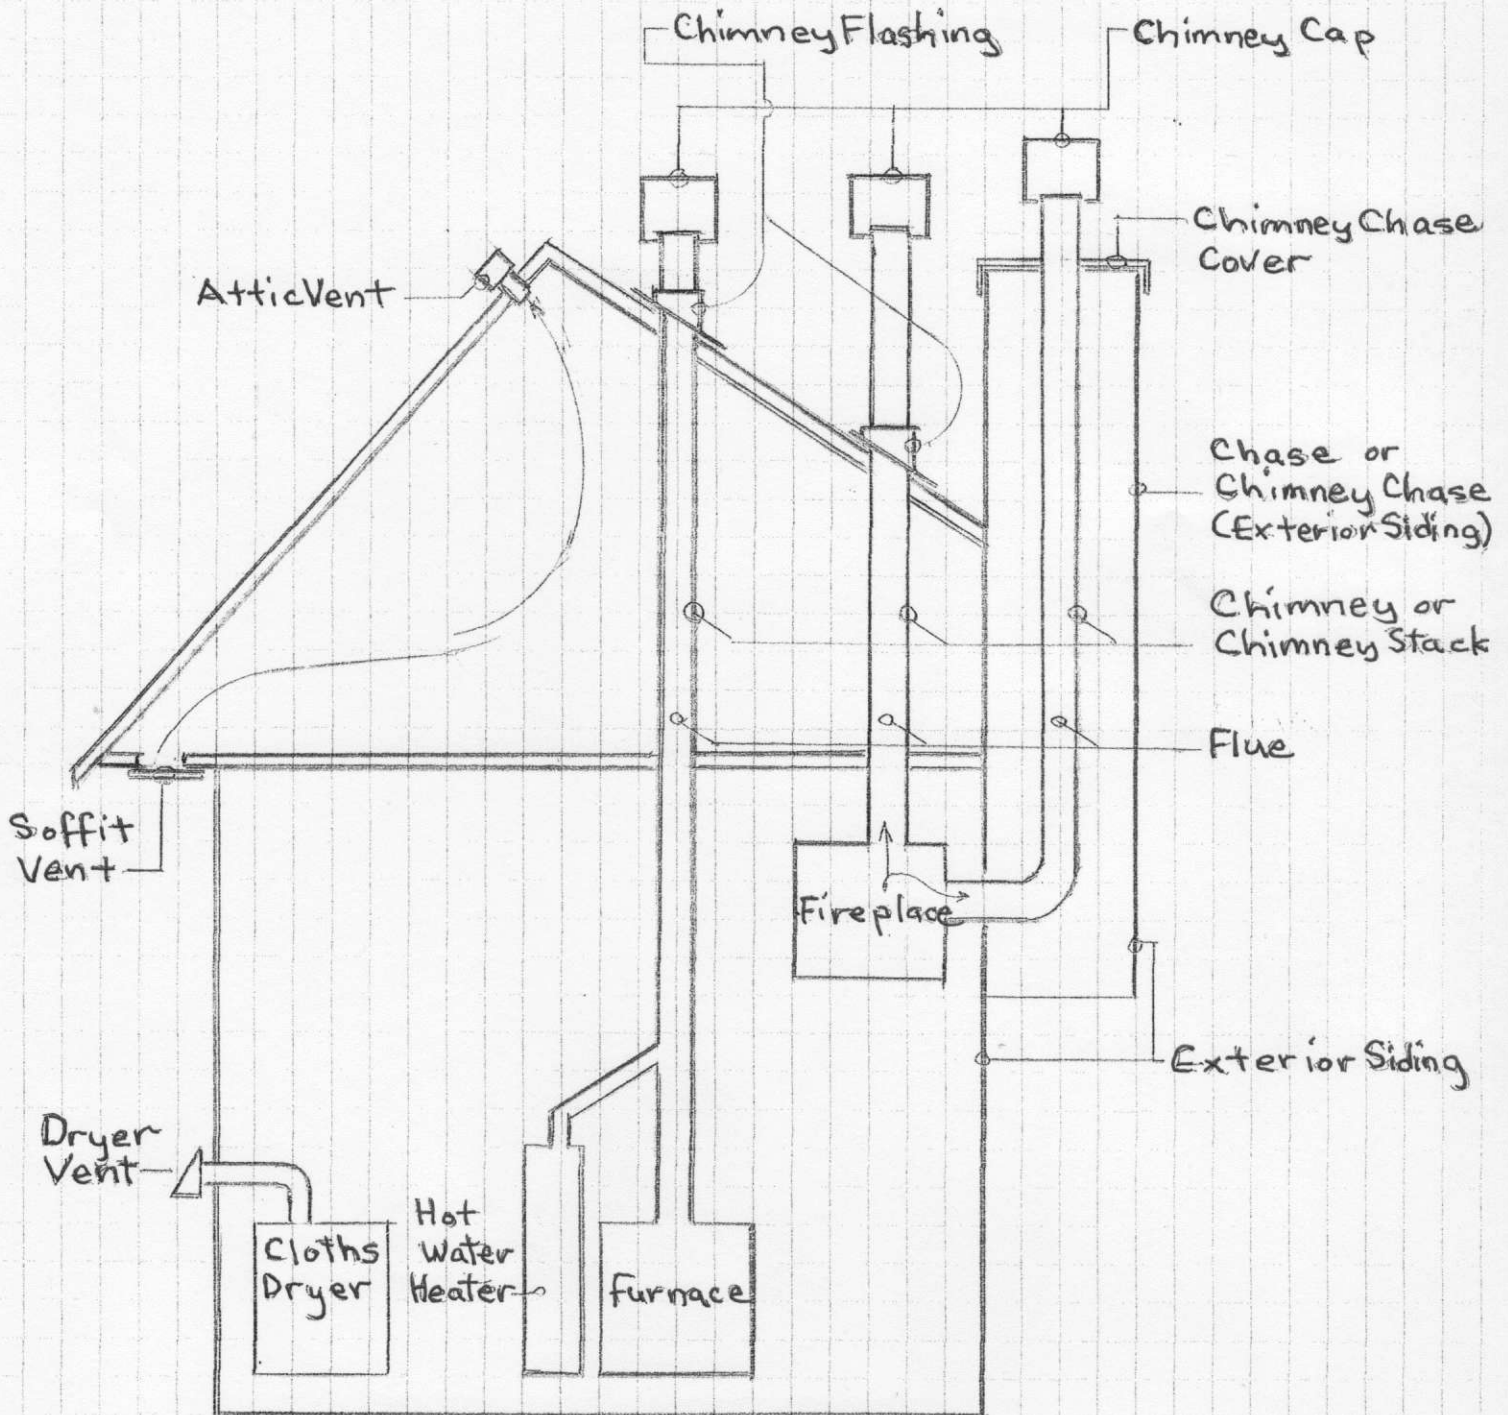 Chimney Flashing
Chimney Cap
Chimney Chase
Cover
Attic Vent
Chase or
Chimney Chase
(Exterior Siding)
Chimney or
Chimney Stack
Flue
Soffit
Vent
Fireplace
Exterior Siding
Dryer
Vent
Cloths
Dryer
Hot
Water
Heater
Furnace